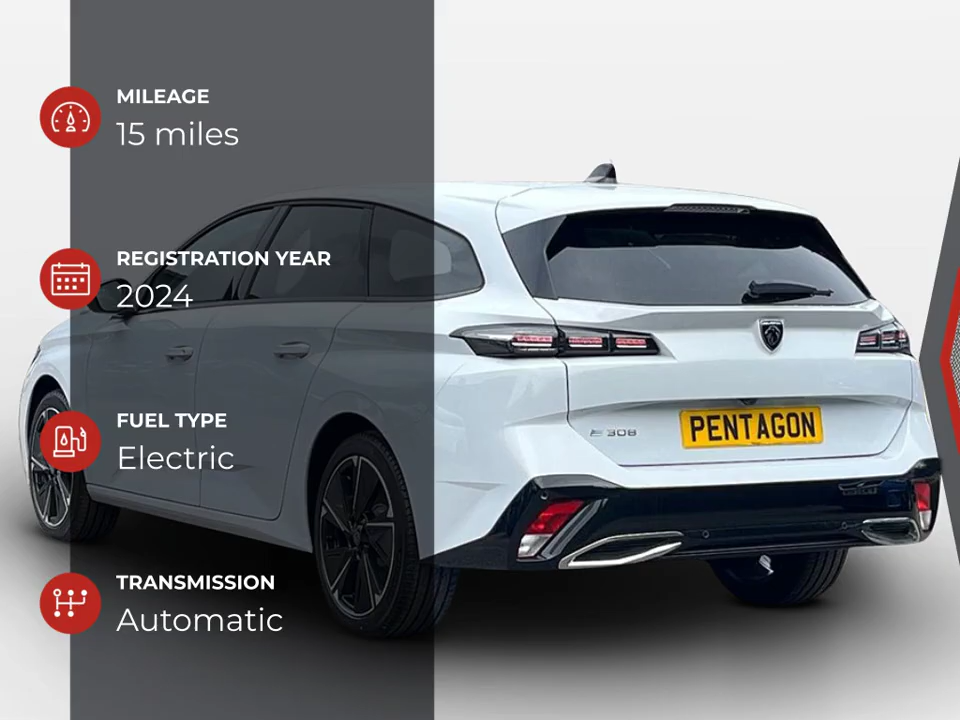 MILEAGE
15 miles
REGISTRATION YEAR
2024
FUEL TYPE
Electric
TRANSMISSION
Automatic
PENTAGON
E 308